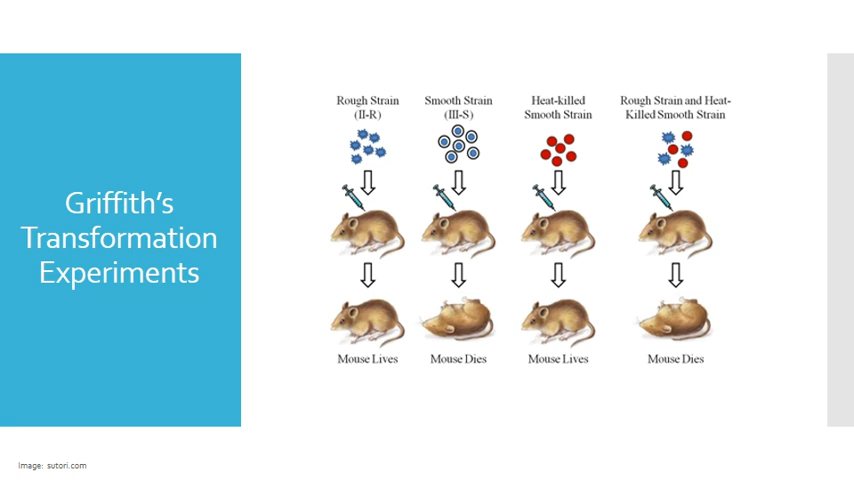 Griffith's
Transformation
Experiments
Rough Strain
(II-R)
Smooth Strain
(III-S)
Heat-killed
Smooth Strain
Rough Strain and Heat-
Killed Smooth Strain
Mouse Lives
Mouse Dies
Mouse Lives
Mouse Dies
Image: sutori.com